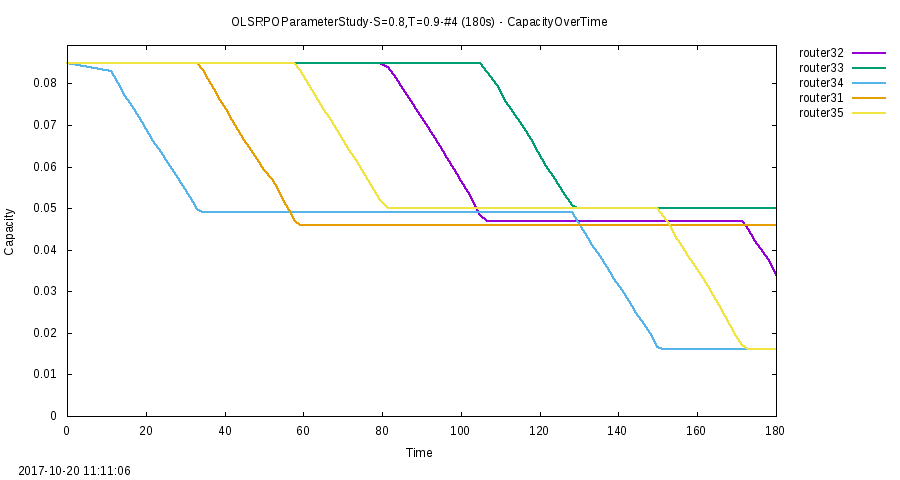 OLSRPOParameterStudy-S=0.8,T=0.9-#4 (180s) - CapacityOverTime
router32
router33
router34
router31
router35
0.08
0.07
0.06
0.05
0.04
0.03
0.02
0.01
0
Capacity
0 20 40 60 80 100 120 140 160 180
Time
2017-10-20 11:11:06